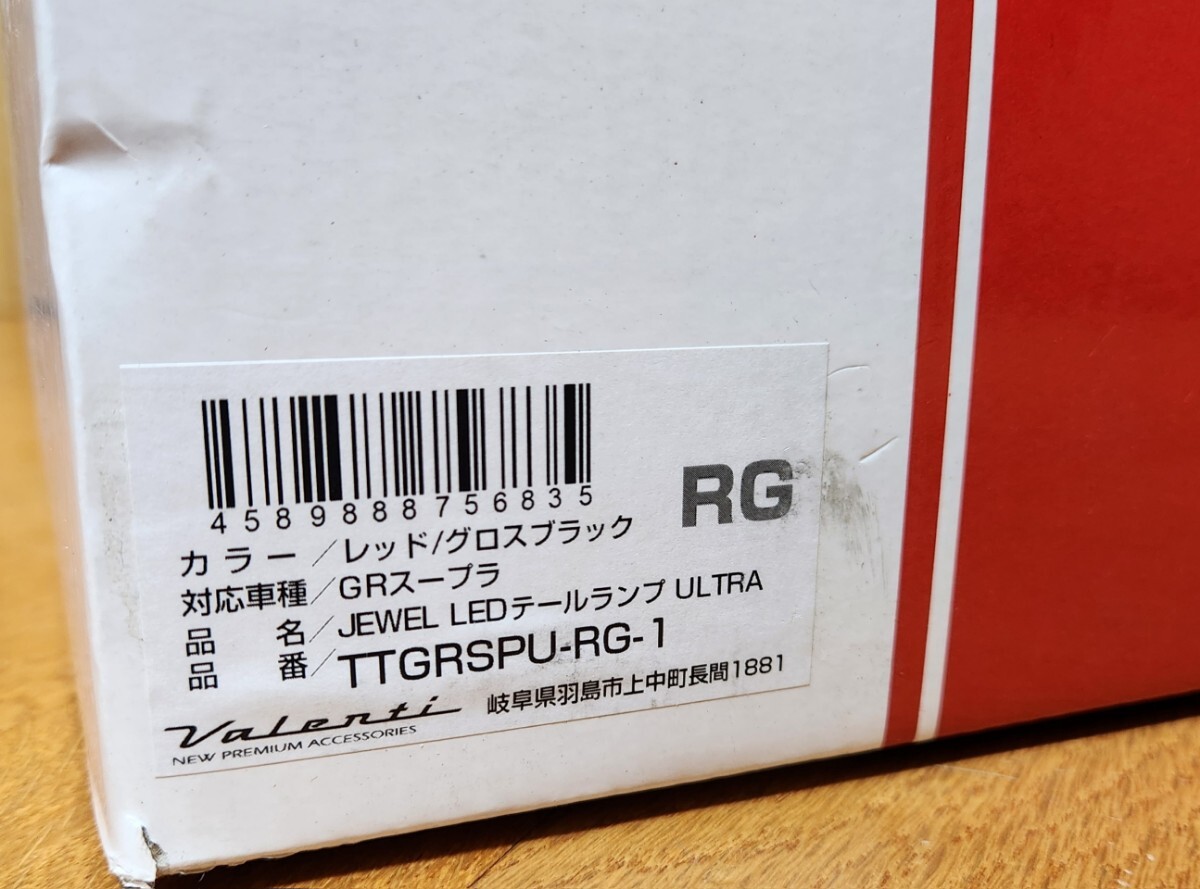 4589888756835
RG
カラー／レッド/グロスブラック
対応車種／GRスープラ
品名／JEWEL LEDテールランプ ULTRA
品番／TTGRSPU-RG-1
Valenti
NEW PREMIUM ACCESSORIES
岐阜県羽島市上中町長間1881